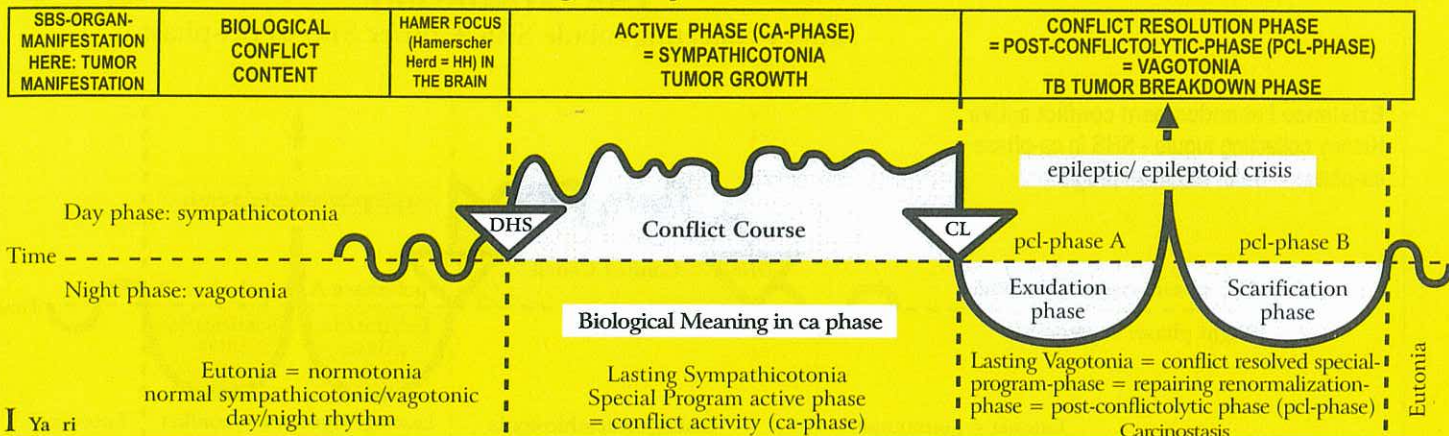 SBS-ORGAN-
MANIFESTATION
HERE: TUMOR
MANIFESTATION
BIOLOGICAL
CONFLICT
CONTENT
HAMER FOCUS
(Hamerscher
Herd = HH) IN
THE BRAIN
ACTIVE PHASE (CA-PHASE)
= SYMPATHICOTONIA
TUMOR GROWTH
CONFLICT RESOLUTION PHASE
= POST-CONFLICTOLYTIC-PHASE (PCL-PHASE)
= VAGOTONIA
TB TUMOR BREAKDOWN PHASE
epileptic/ epileptoid crisis
Day phase: sympathicotonia
DHS
Conflict Course
CL
pcl-phase A
pcl-phase B
Time
Night phase: vagotonia
Exudation
phase
Scarification
phase
Biological Meaning in ca phase
Eutonia = normotonia
normal sympathicotonic/vagotonic
day/night rhythm
Lasting Sympathicotonia
Special Program active phase
= conflict activity (ca-phase)
Lasting Vagotonia = conflict resolved special-
program-phase = repairing renormalization-
phase = post-conflictolytic phase (pcl-phase)
Carcinostasis
Eutonia